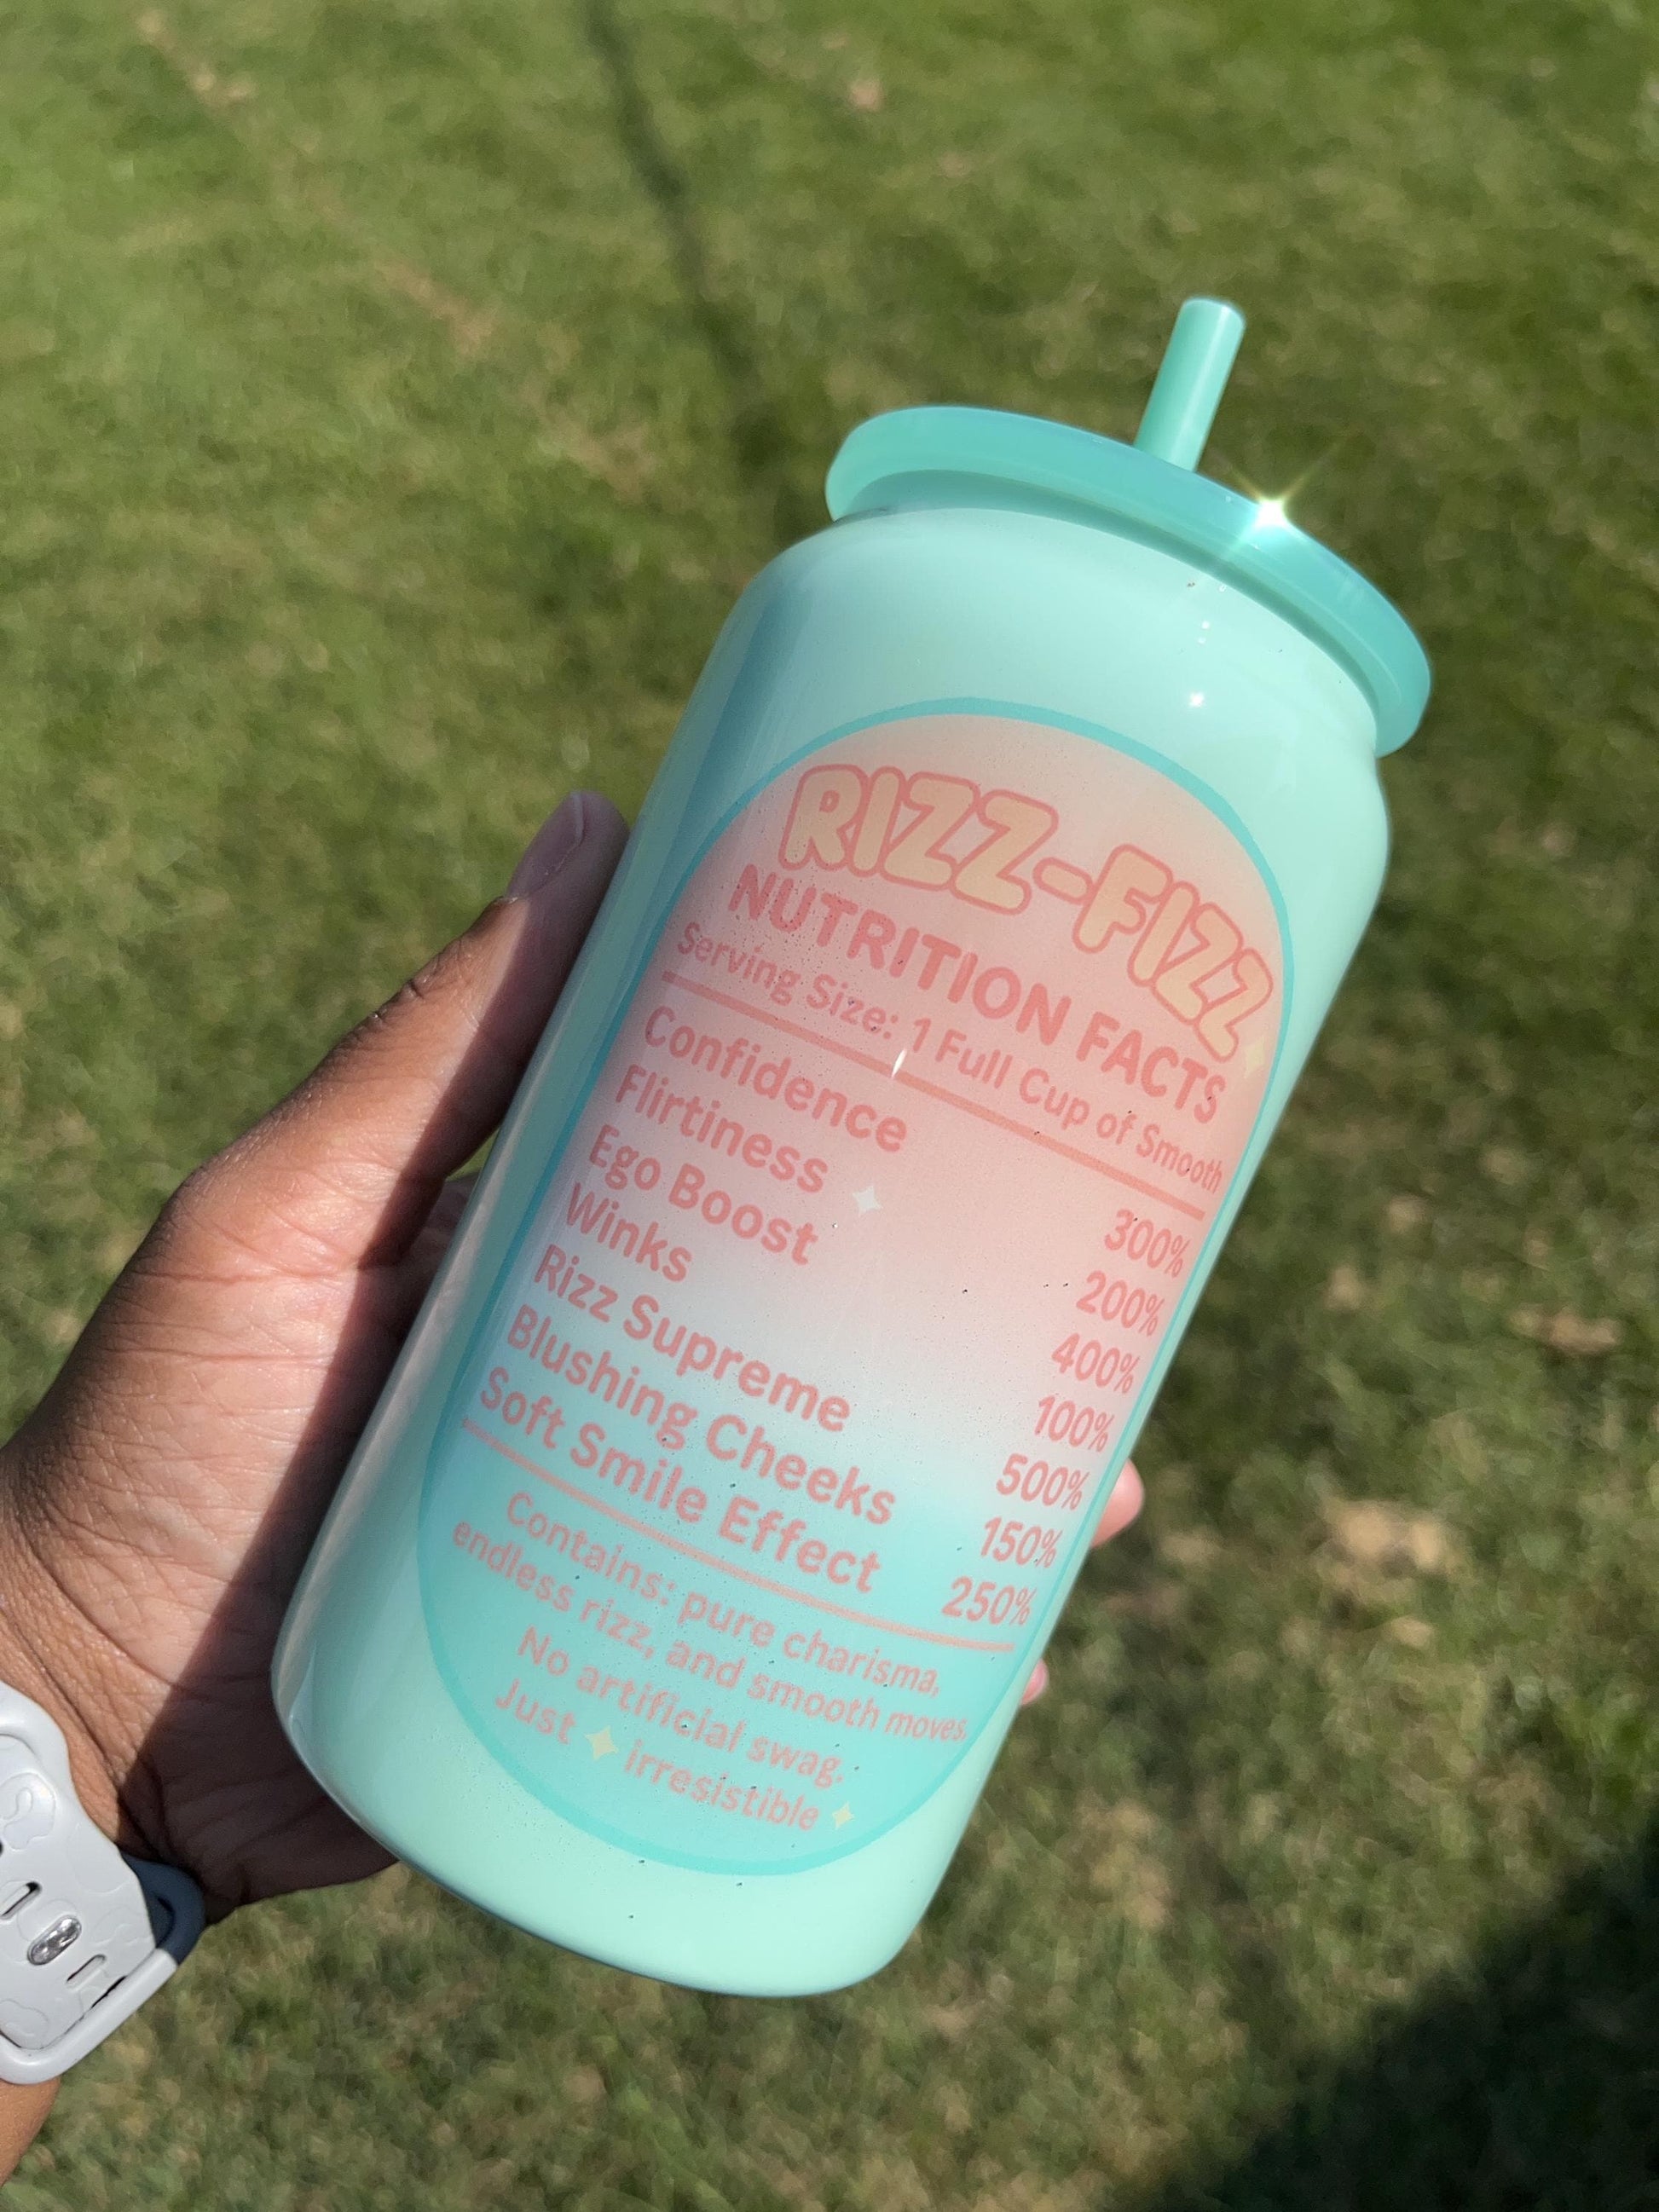 RIZZ-FIZZ
NUTRITION FACTS
Serving Size: 1 Full Cup of Smooth
Confidence 300%
Flirtiness 200%
Ego Boost 400%
Winks 100%
Rizz Supreme 500%
Blushing Cheeks 150%
Soft Smile Effect 250%
Contains: pure charisma,
endless rizz, and smooth moves.
No artificial swag.
Just irresistible